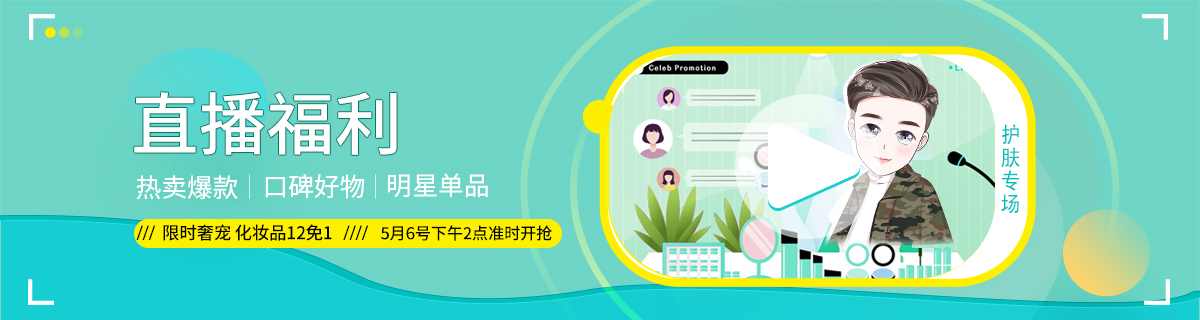 直播福利
热卖爆款 | 口碑好物 | 明星单品
/// 限时奢宠 化妆品12免1 //// 5月6号下午2点准时开抢
Celeb Promotion
护肤专场